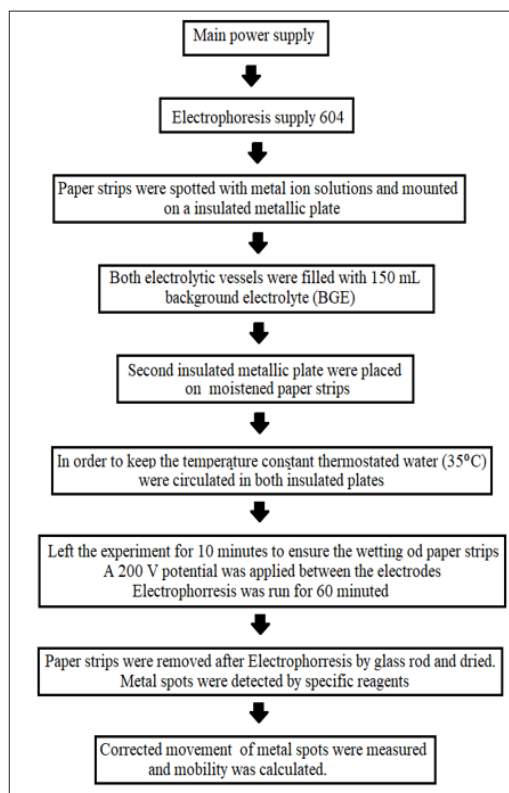 Main power supply
Electrophoresis supply 604
Paper strips were spotted with metal ion solutions and mounted
on a insulated metallic plate
Both electrolytic vessels were filled with 150 mL
background electrolyte (BGE)
Second insulated metallic plate were placed
on moistened paper strips
In order to keep the temperature constant thermostated water (35⁰C)
were circulated in both insulated plates
Left the experiment for 10 minutes to ensure the wetting od paper strips
A 200 V potential was applied between the electrodes
Electrophorresis was run for 60 minuted
Paper strips were removed after Electrophorresis by glass rod and dried.
Metal spots were detected by specific reagents
Corrected movement of metal spots were measured
and mobility was calculated.